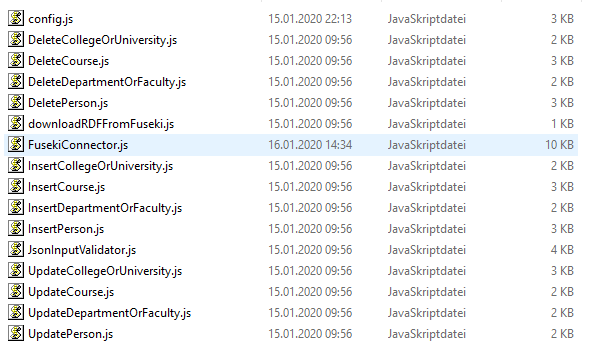 config.js 15.01.2020 22:13 JavaSkriptdatei 3 KB
DeleteCollegeOrUniversity.js 15.01.2020 09:56 JavaSkriptdatei 2 KB
DeleteCourse.js 15.01.2020 09:56 JavaSkriptdatei 3 KB
DeleteDepartmentOrFaculty.js 15.01.2020 09:56 JavaSkriptdatei 2 KB
DeletePerson.js 15.01.2020 09:56 JavaSkriptdatei 3 KB
downloadRDFFromFuseki.js 15.01.2020 09:56 JavaSkriptdatei 1 KB
FusekiConnector.js 16.01.2020 14:34 JavaSkriptdatei 10 KB
InsertCollegeOrUniversity.js 15.01.2020 09:56 JavaSkriptdatei 2 KB
InsertCourse.js 15.01.2020 09:56 JavaSkriptdatei 3 KB
InsertDepartmentOrFaculty.js 15.01.2020 09:56 JavaSkriptdatei 2 KB
InsertPerson.js 15.01.2020 09:56 JavaSkriptdatei 3 KB
JsonInputValidator.js 15.01.2020 09:56 JavaSkriptdatei 4 KB
UpdateCollegeOrUniversity.js 15.01.2020 09:56 JavaSkriptdatei 2 KB
UpdateCourse.js 15.01.2020 09:56 JavaSkriptdatei 2 KB
UpdateDepartmentOrFaculty.js 15.01.2020 09:56 JavaSkriptdatei 2 KB
UpdatePerson.js 15.01.2020 09:56 JavaSkriptdatei 3 KB